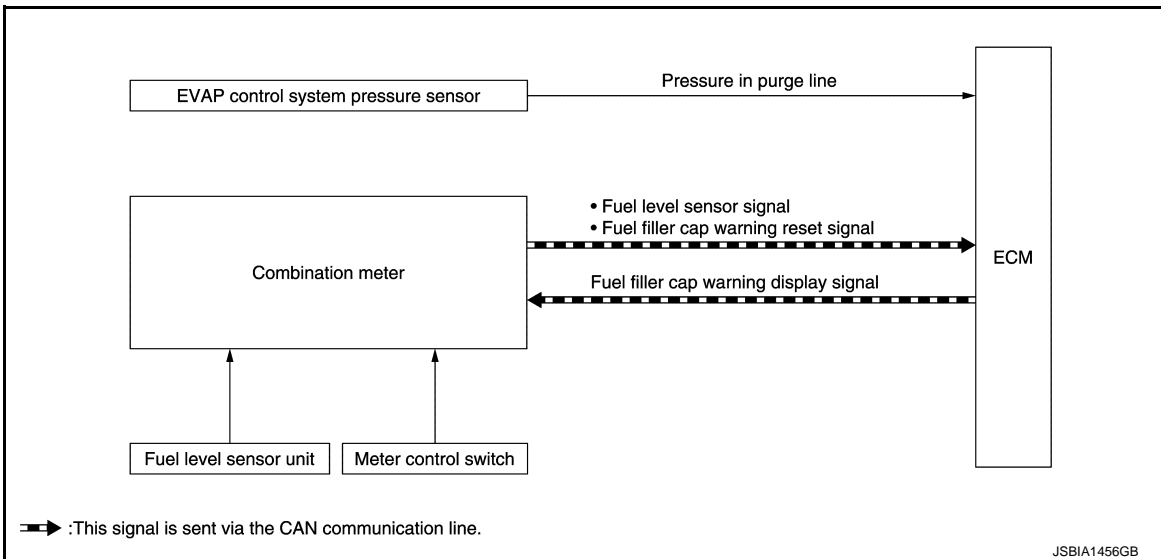 EVAP control system pressure sensor
Pressure in purge line
Combination meter
• Fuel level sensor signal
• Fuel filler cap warning reset signal
Fuel filler cap warning display signal
ECM
Fuel level sensor unit
Meter control switch
:This signal is sent via the CAN communication line.
JSBIA1456GB